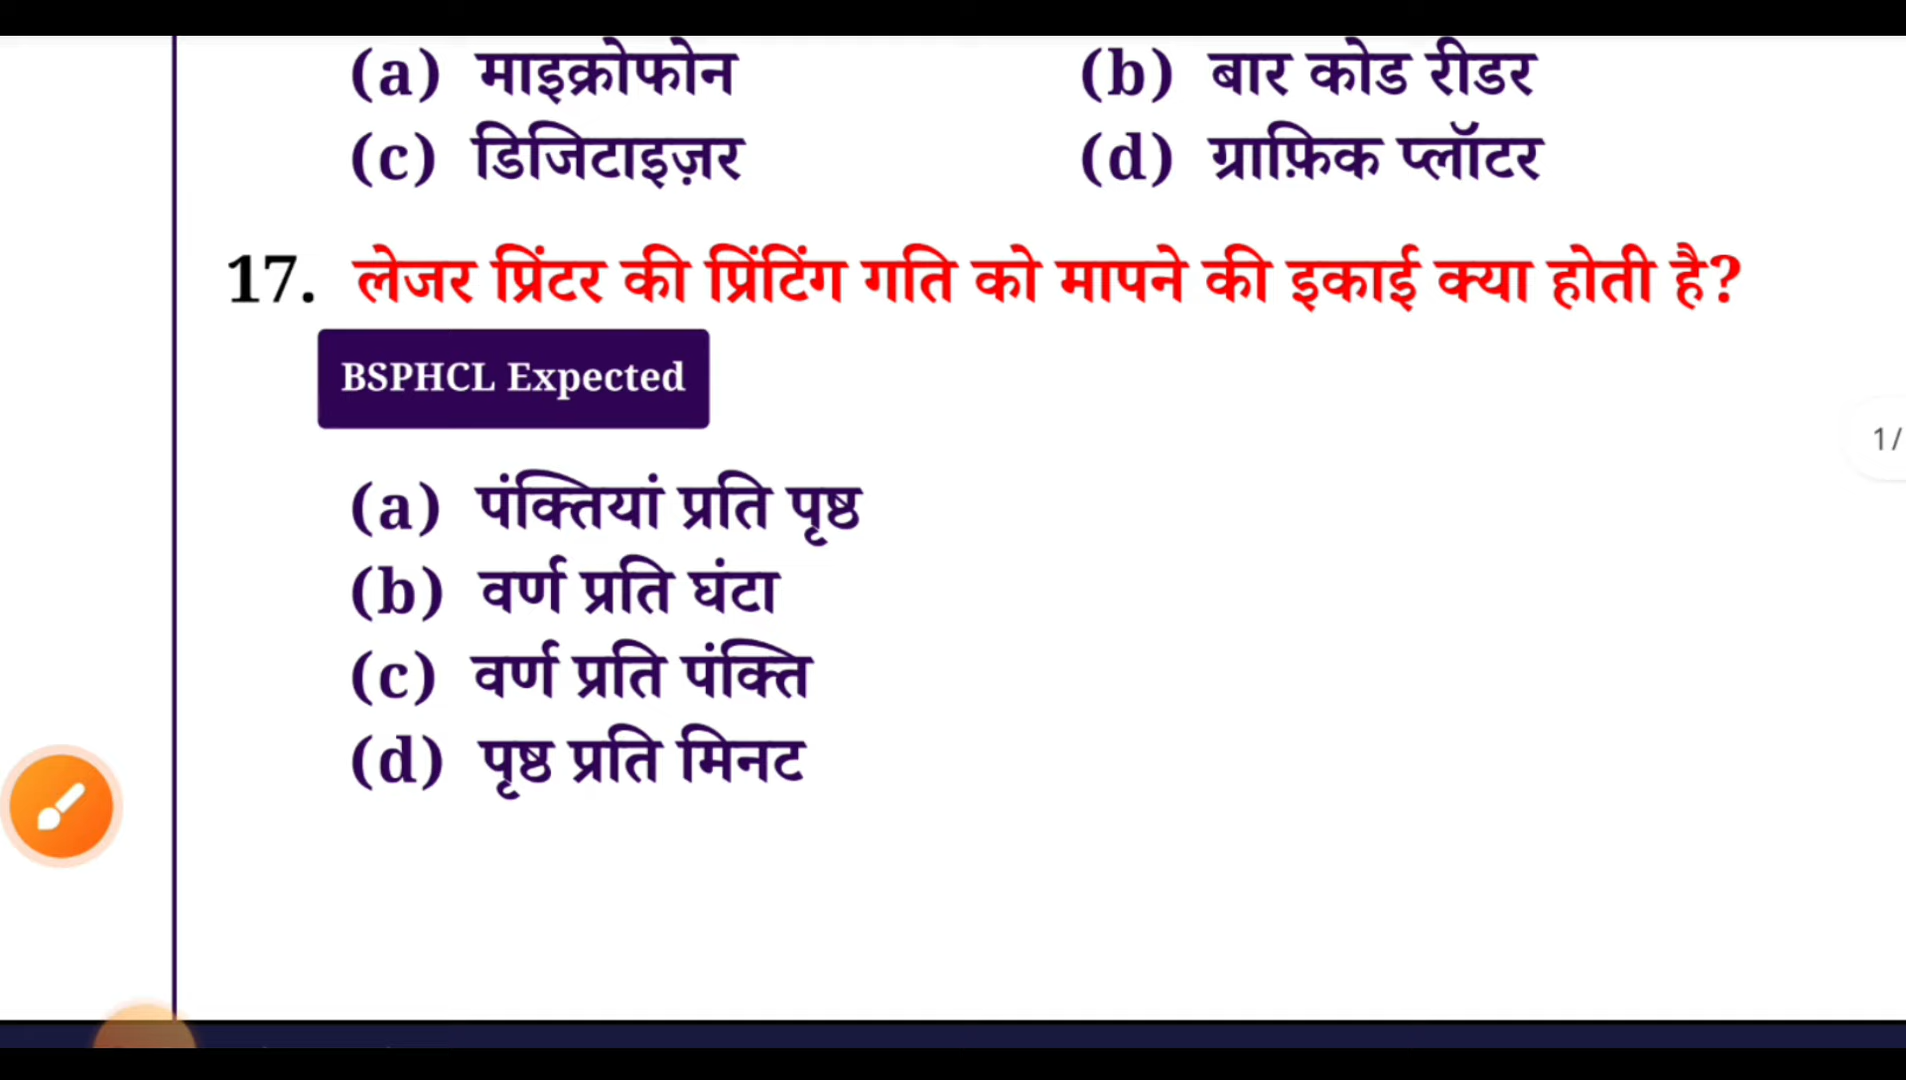 (a) माइक्रोफोन (b) बार कोड रीडर
(c) डिजिटाइज़र (d) ग्राफ़िक प्लॉटर
17. लेजर प्रिंटर की प्रिंटिंग गति को मापने की इकाई क्या होती है?
BSPHCL Expected
1/
(a) पंक्तियां प्रति पृष्ठ
(b) वर्ण प्रति घंटा
(c) वर्ण प्रति पंक्ति
(d) पृष्ठ प्रति मिनट